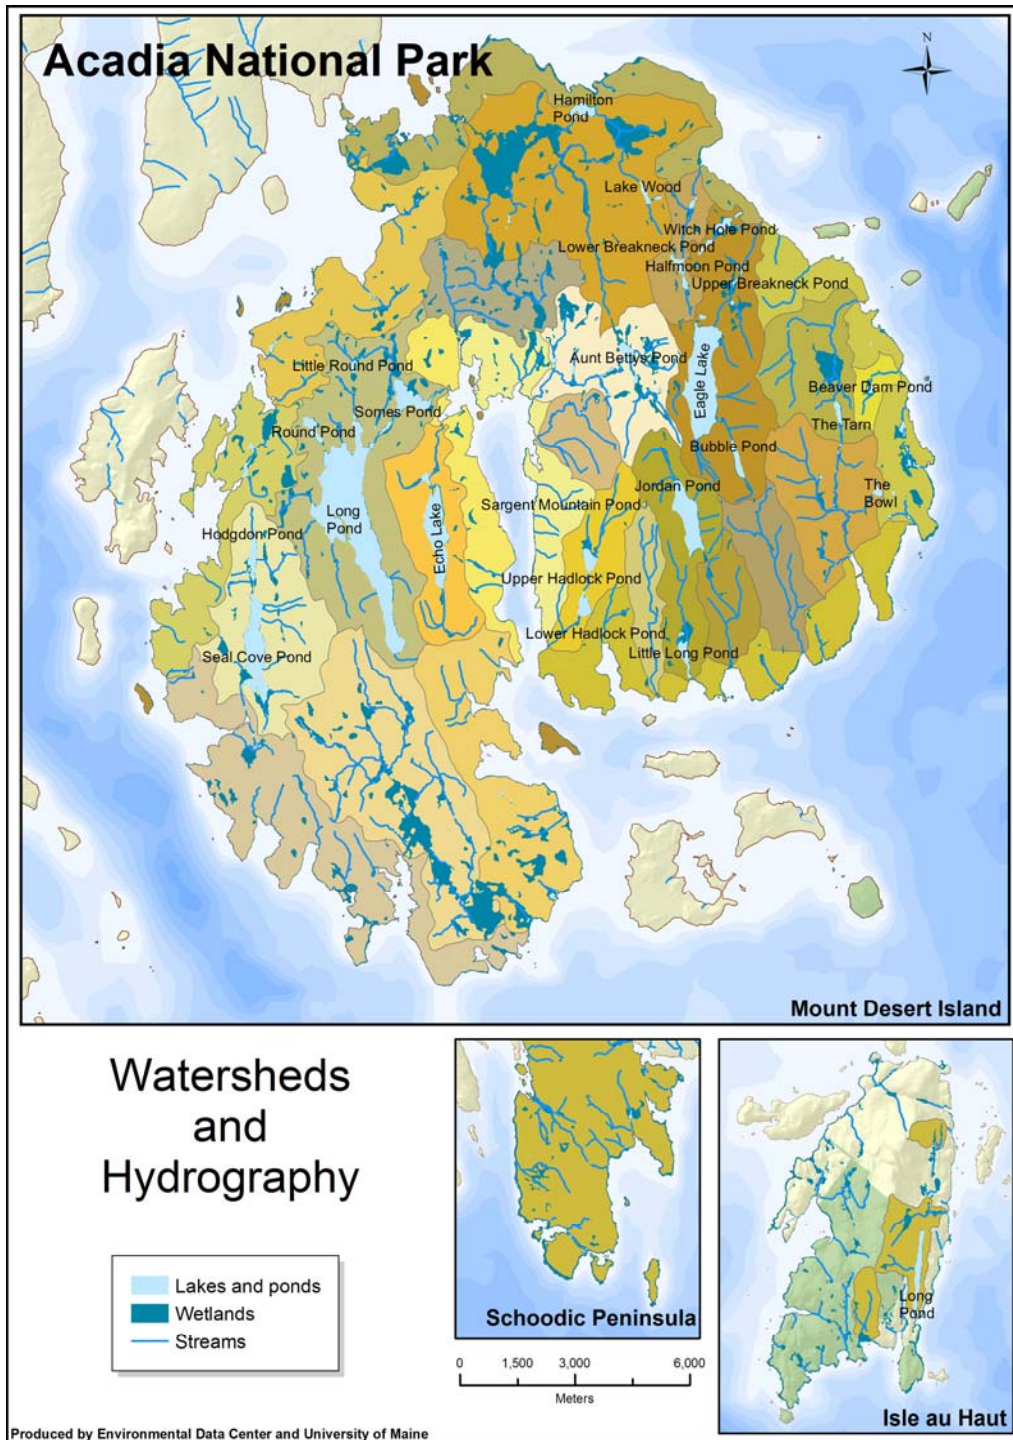 Acadia National Park
N
Hamilton
Pond
Lake Wood
Witch Hole Pond
Lower Breakneck Pond
Halfmoon Pond
Upper Breakneck Pond
Aunt Bettys Pond
Little Round Pond
Eagle Lake
Beaver Dam Pond
Somes Pond
The Tarn
Round Pond
Bubble Pond
Jordan Pond
The
Bowl
Sargent Mountain Pond
Long
Pond
Echo Lake
Hodgdon Pond
Upper Hadlock Pond
Lower Hadlock Pond
Little Long Pond
Seal Cove Pond
Mount Desert Island
Watersheds
and
Hydrography
Lakes and ponds
Wetlands
Streams
Schoodic Peninsula
0 1,500 3,000 6,000
Meters
Long
Pond
Isle au Haut
Produced by Environmental Data Center and University of Maine